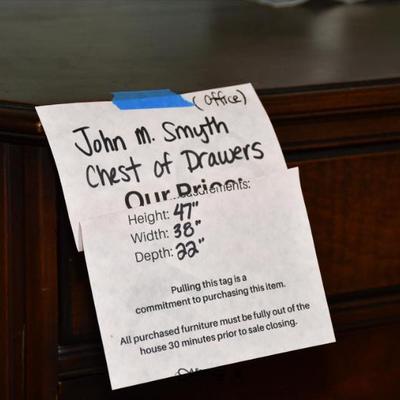 (Office)
John M. Smyth
Chest of Drawers
Our Price:
Measurements:
Height: 47"
Width: 38"
Depth: 22"
Pulling this tag is a
commitment to purchasing this item.
All purchased furniture must be fully out of the
house 30 minutes prior to sale closing.